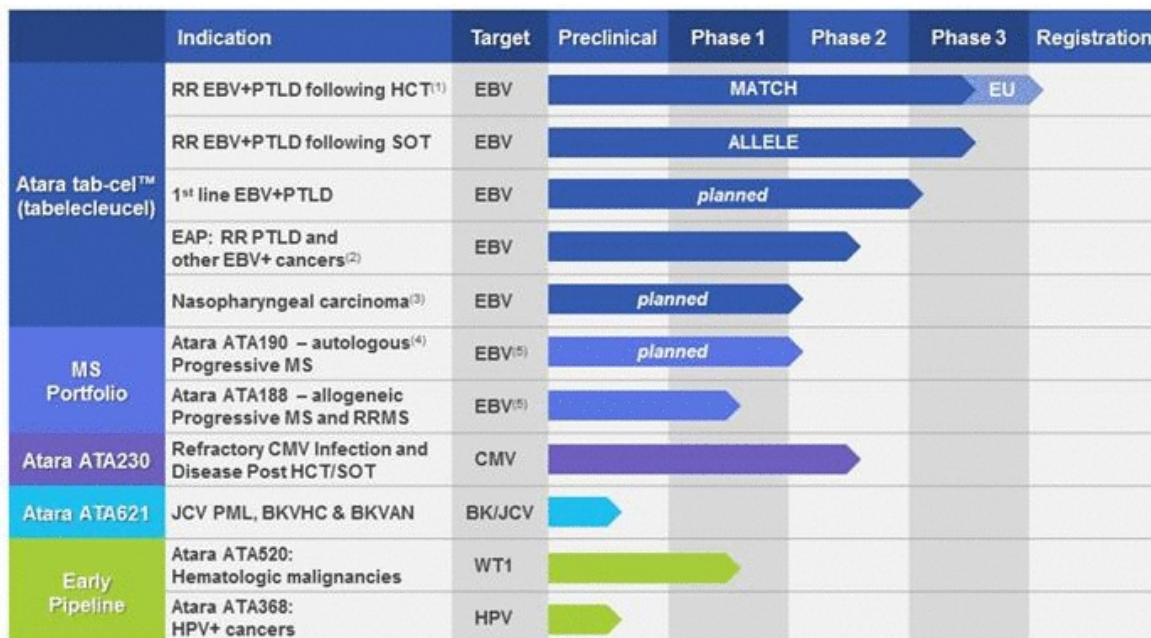 Indication Target Preclinical Phase 1 Phase 2 Phase 3 Registration
Atara tab-cel™
(tabelecleucel)
RR EBV+PTLD following HCT(1) EBV MATCH EU
RR EBV+PTLD following SOT EBV ALLELE
1st line EBV+PTLD EBV planned
EAP: RR PTLD and
other EBV+ cancers(2) EBV
Nasopharyngeal carcinoma(3) EBV planned
MS
Portfolio
Atara ATA190 – autologous(4)
Progressive MS EBV(5) planned
Atara ATA188 – allogeneic
Progressive MS and RRMS EBV(5)
Atara ATA230
Refractory CMV Infection and
Disease Post HCT/SOT CMV
Atara ATA621 JCV PML, BKVHC & BKVAN BK/JCV
Early
Pipeline
Atara ATA520:
Hematologic malignancies WT1
Atara ATA368:
HPV+ cancers HPV